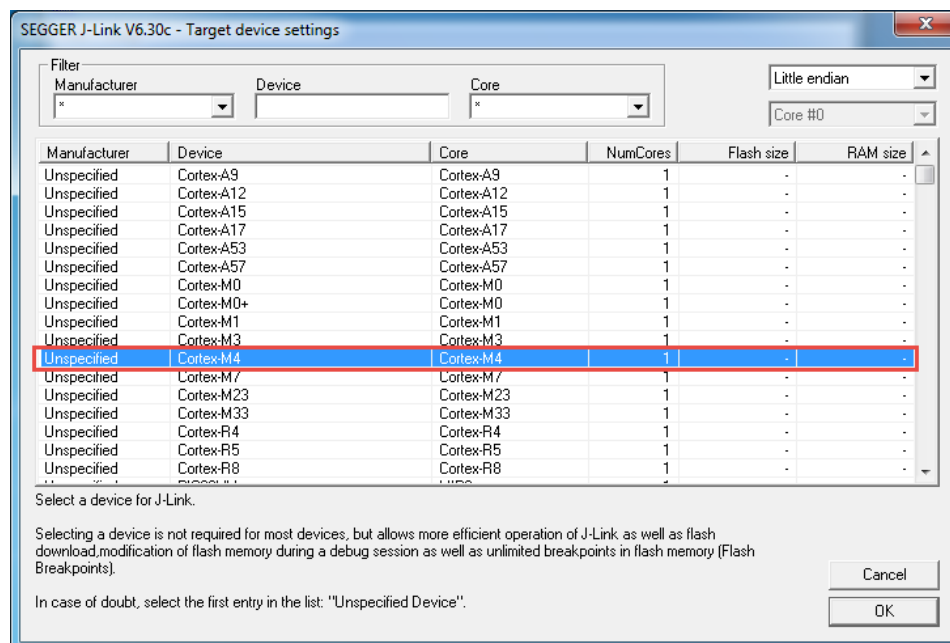 SEGGER J-Link V6.30c - Target device settings
Filter
Manufacturer Device Core
* *
Little endian
Core #0
Manufacturer Device Core NumCores Flash size RAM size
Unspecified Cortex-A9 Cortex-A9 1 - -
Unspecified Cortex-A12 Cortex-A12 1 - -
Unspecified Cortex-A15 Cortex-A15 1 - -
Unspecified Cortex-A17 Cortex-A17 1 - -
Unspecified Cortex-A53 Cortex-A53 1 - -
Unspecified Cortex-A57 Cortex-A57 1 - -
Unspecified Cortex-M0 Cortex-M0 1 - -
Unspecified Cortex-M0+ Cortex-M0 1 - -
Unspecified Cortex-M1 Cortex-M1 1 - -
Unspecified Cortex-M3 Cortex-M3 1 - -
Unspecified Cortex-M4 Cortex-M4 1 - -
Unspecified Cortex-M7 Cortex-M7 1 - -
Unspecified Cortex-M23 Cortex-M23 1 - -
Unspecified Cortex-M33 Cortex-M33 1 - -
Unspecified Cortex-R4 Cortex-R4 1 - -
Unspecified Cortex-R5 Cortex-R5 1 - -
Unspecified Cortex-R8 Cortex-R8 1 - -
Select a device for J-Link.
Selecting a device is not required for most devices, but allows more efficient operation of J-Link as well as flash
download,modification of flash memory during a debug session as well as unlimited breakpoints in flash memory (Flash
Breakpoints).
In case of doubt, select the first entry in the list: "Unspecified Device".
Cancel
OK